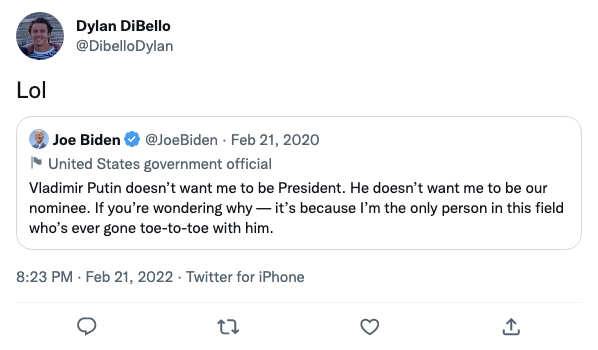 Dylan DiBello
@DibelloDylan
Lol
Joe Biden @JoeBiden · Feb 21, 2020
United States government official
Vladimir Putin doesn’t want me to be President. He doesn’t want me to be our
nominee. If you’re wondering why — it’s because I’m the only person in this field
who’s ever gone toe-to-toe with him.
8:23 PM · Feb 21, 2022 · Twitter for iPhone